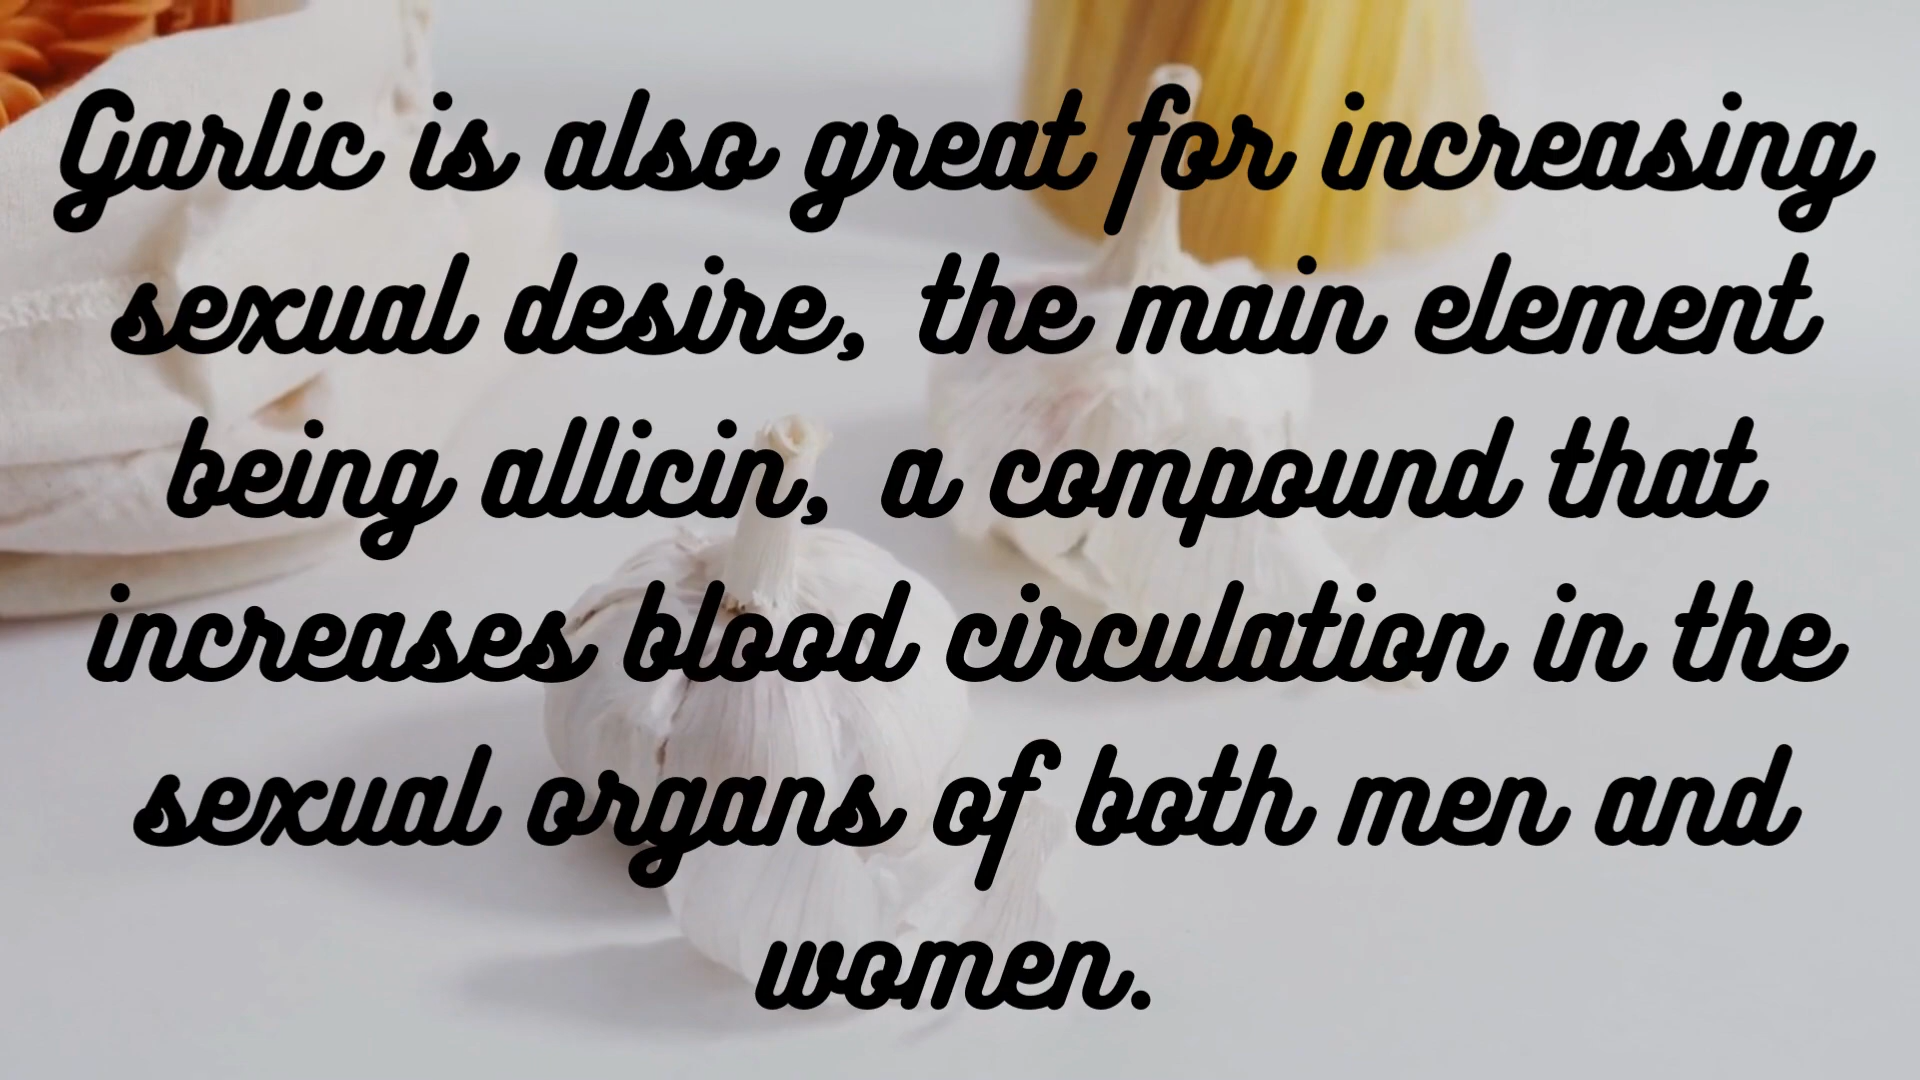 Garlic is also great for increasing
sexual desire, the main element
being allicin, a compound that
increases blood circulation in the
sexual organs of both men and
women.